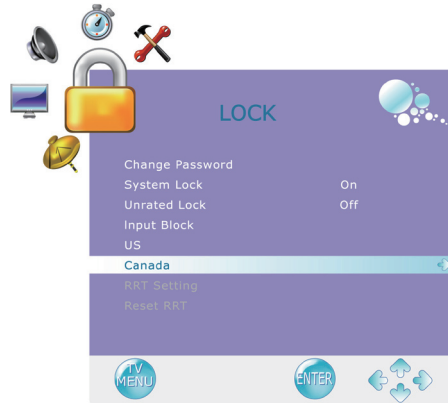 LOCK
Change Password
System Lock On
Unrated Lock Off
Input Block
US
Canada
RRT Setting
Reset RRT
TV
MENU
ENTER